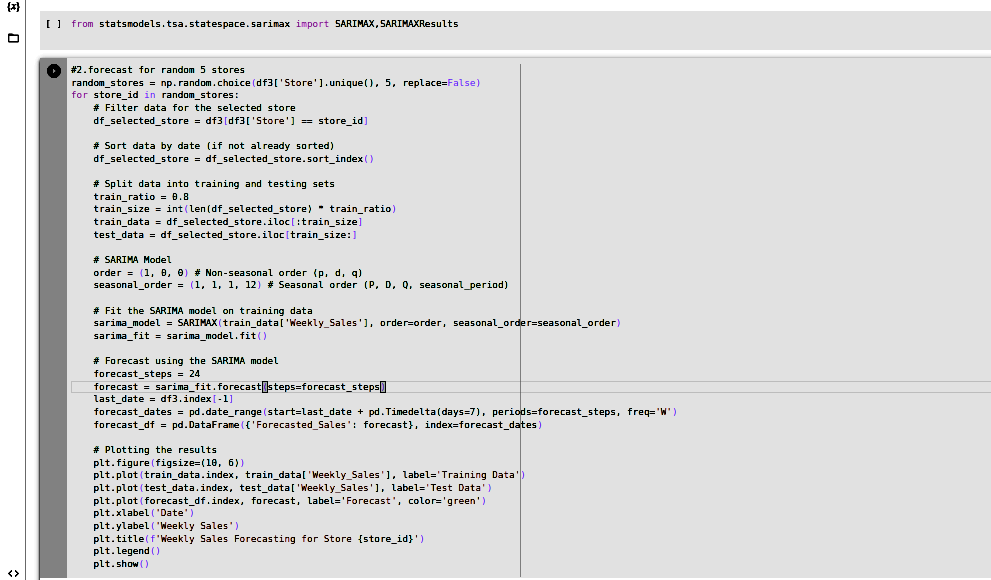 {x}
[ ] from statsmodels.tsa.statespace.sarimax import SARIMAX,SARIMAXResults
#2.forecast for random 5 stores
random_stores = np.random.choice(df3['Store'].unique(), 5, replace=False)
for store_id in random_stores:
    # Filter data for the selected store
    df_selected_store = df3[df3['Store'] == store_id]

    # Sort data by date (if not already sorted)
    df_selected_store = df_selected_store.sort_index()

    # Split data into training and testing sets
    train_ratio = 0.8
    train_size = int(len(df_selected_store) * train_ratio)
    train_data = df_selected_store.iloc[:train_size]
    test_data = df_selected_store.iloc[train_size:]

    # SARIMA Model
    order = (1, 0, 0) # Non-seasonal order (p, d, q)
    seasonal_order = (1, 1, 1, 12) # Seasonal order (P, D, Q, seasonal_period)

    # Fit the SARIMA model on training data
    sarima_model = SARIMAX(train_data['Weekly_Sales'], order=order, seasonal_order=seasonal_order)
    sarima_fit = sarima_model.fit()

    # Forecast using the SARIMA model
    forecast_steps = 24
    forecast = sarima_fit.forecast(steps=forecast_steps)
    last_date = df3.index[-1]
    forecast_dates = pd.date_range(start=last_date + pd.Timedelta(days=7), periods=forecast_steps, freq='W')
    forecast_df = pd.DataFrame({'Forecasted_Sales': forecast}, index=forecast_dates)

    # Plotting the results
    plt.figure(figsize=(10, 6))
    plt.plot(train_data.index, train_data['Weekly_Sales'], label='Training Data')
    plt.plot(test_data.index, test_data['Weekly_Sales'], label='Test Data')
    plt.plot(forecast_df.index, forecast, label='Forecast', color='green')
    plt.xlabel('Date')
    plt.ylabel('Weekly Sales')
    plt.title(f'Weekly Sales Forecasting for Store {store_id}')
    plt.legend()
    plt.show()
<>